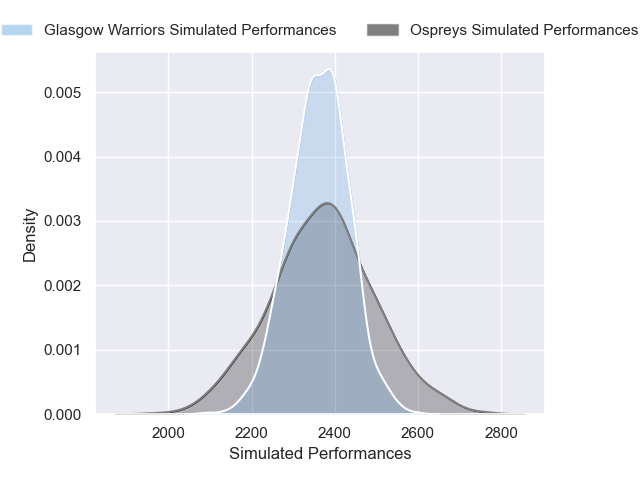 Glasgow Warriors Simulated Performances Ospreys Simulated Performances
0.005
0.004
0.003
0.002
0.001
0.000
Density
2000 2200 2400 2600 2800
Simulated Performances